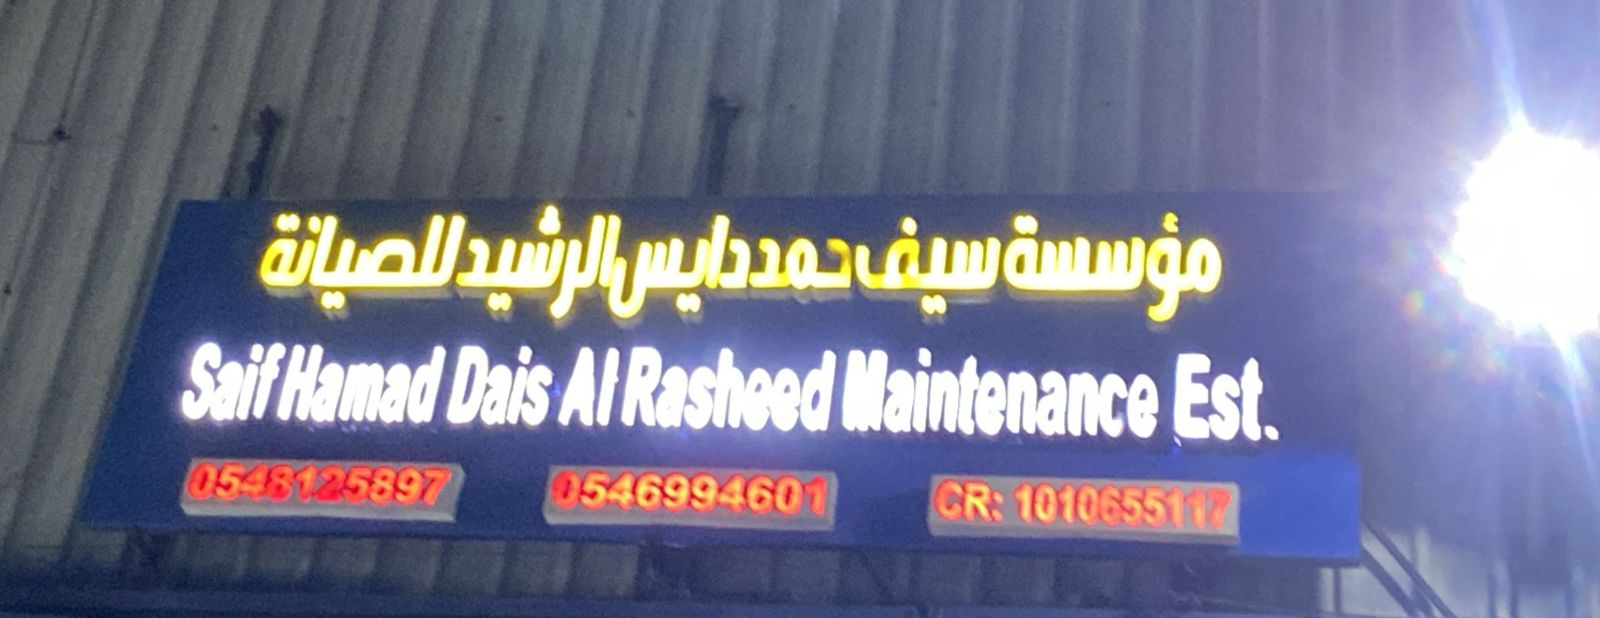 مؤسسة سيف حمد دايس الرشيد للصيانة
Saif Hamad Dais Al Rasheed Maintenance Est.
0548125897 0546994601 CR: 1010655117